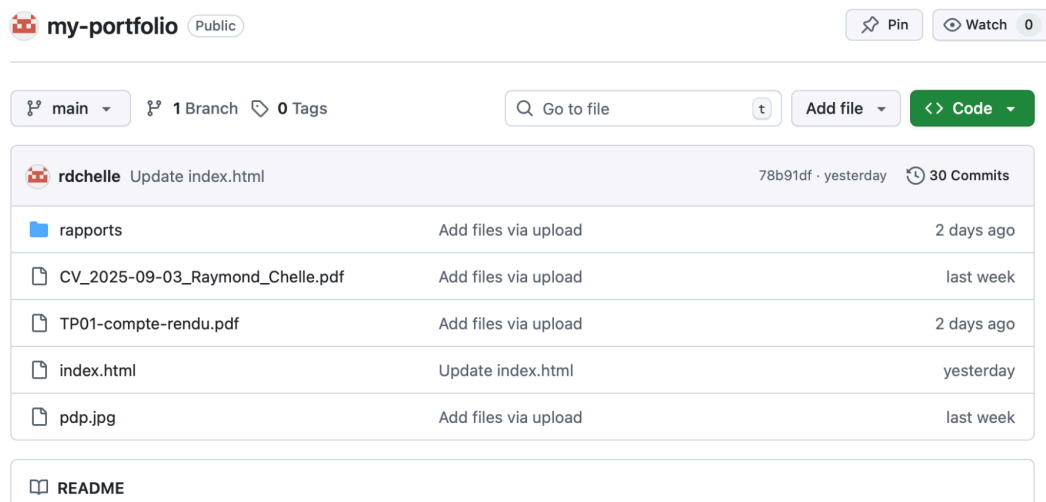 my-portfolio Public Pin Watch 0
main 1 Branch 0 Tags Go to file t Add file <> Code
rdchelle Update index.html 78b91df · yesterday 30 Commits
rapports Add files via upload 2 days ago
CV_2025-09-03_Raymond_Chelle.pdf Add files via upload last week
TP01-compte-rendu.pdf Add files via upload 2 days ago
index.html Update index.html yesterday
pdp.jpg Add files via upload last week
README